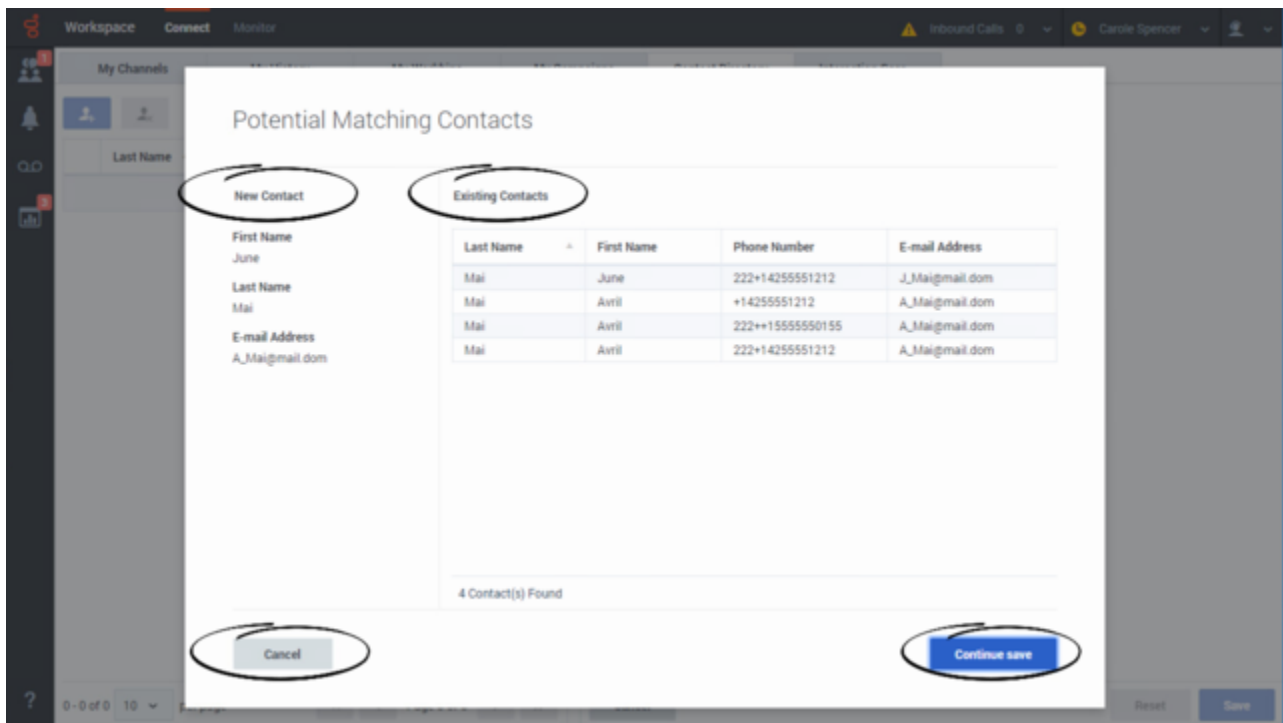 Workspace Connect Monitor Inbound Calls 0 Carole Spencer
1
My Channels
Potential Matching Contacts
Last Name
New Contact
Existing Contacts
3
First Name
June
Last Name
Mai
E-mail Address
A_Mai@mail.dom
Last Name First Name Phone Number E-mail Address
Mai June 222+14255551212 J_Mai@mail.dom
Mai Avril +14255551212 A_Mai@mail.dom
Mai Avril 222++15555550155 A_Mai@mail.dom
Mai Avril 222+14255551212 A_Mai@mail.dom
4 Contact(s) Found
Cancel
Continue save
? 0 - 0 of 0 10 Reset Save